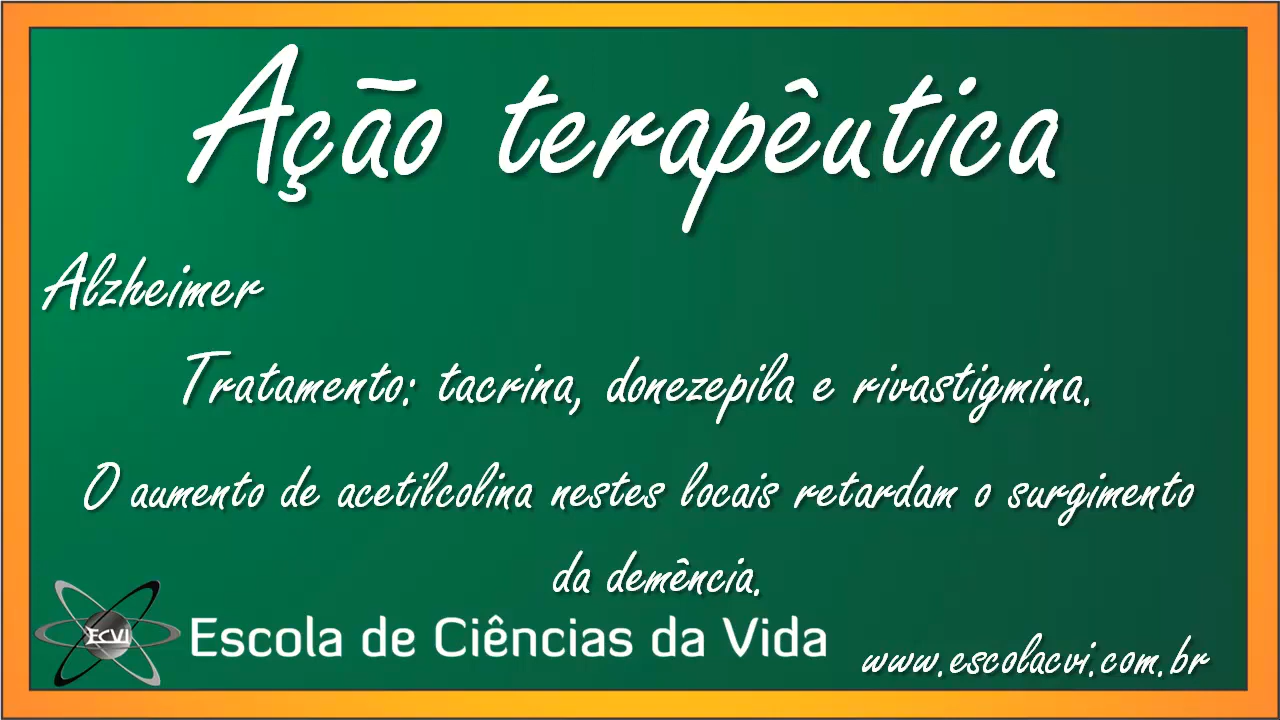 Ação terapêutica
Alzheimer
Tratamento: tacrina, donezepila e rivastigmina.
O aumento de acetilcolina nestes locais retardam o surgimento
da demência.
ECVI
Escola de Ciências da Vida
www.escolacvi.com.br